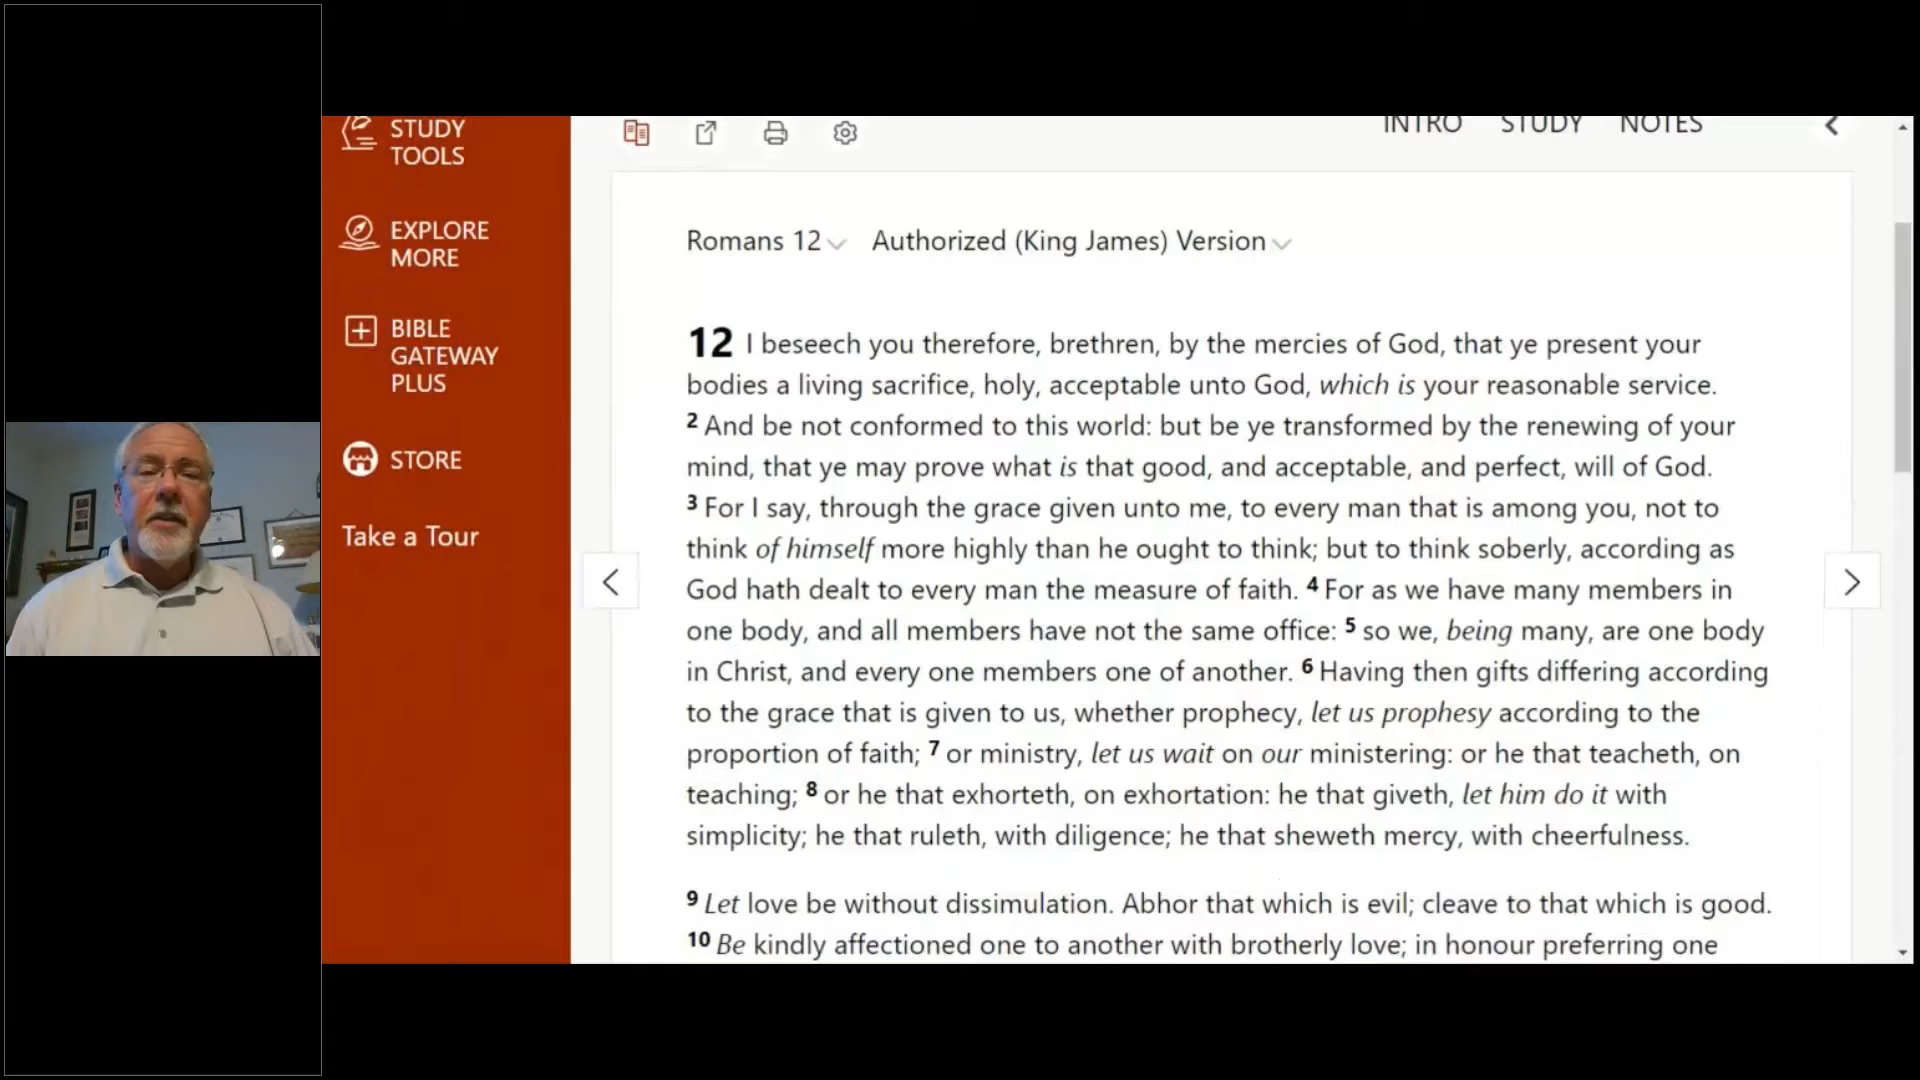 STUDY
TOOLS
EXPLORE
MORE
BIBLE
GATEWAY
PLUS
STORE
Take a Tour
INTRO STUDY NOTES
Romans 12 Authorized (King James) Version
12 I beseech you therefore, brethren, by the mercies of God, that ye present your
bodies a living sacrifice, holy, acceptable unto God, which is your reasonable service.
2 And be not conformed to this world: but be ye transformed by the renewing of your
mind, that ye may prove what is that good, and acceptable, and perfect, will of God.
3 For I say, through the grace given unto me, to every man that is among you, not to
think of himself more highly than he ought to think; but to think soberly, according as
God hath dealt to every man the measure of faith. 4 For as we have many members in
one body, and all members have not the same office: 5 so we, being many, are one body
in Christ, and every one members one of another. 6 Having then gifts differing according
to the grace that is given to us, whether prophecy, let us prophesy according to the
proportion of faith; 7 or ministry, let us wait on our ministering: or he that teacheth, on
teaching; 8 or he that exhorteth, on exhortation: he that giveth, let him do it with
simplicity; he that ruleth, with diligence; he that sheweth mercy, with cheerfulness.
9 Let love be without dissimulation. Abhor that which is evil; cleave to that which is good.
10 Be kindly affectioned one to another with brotherly love; in honour preferring one